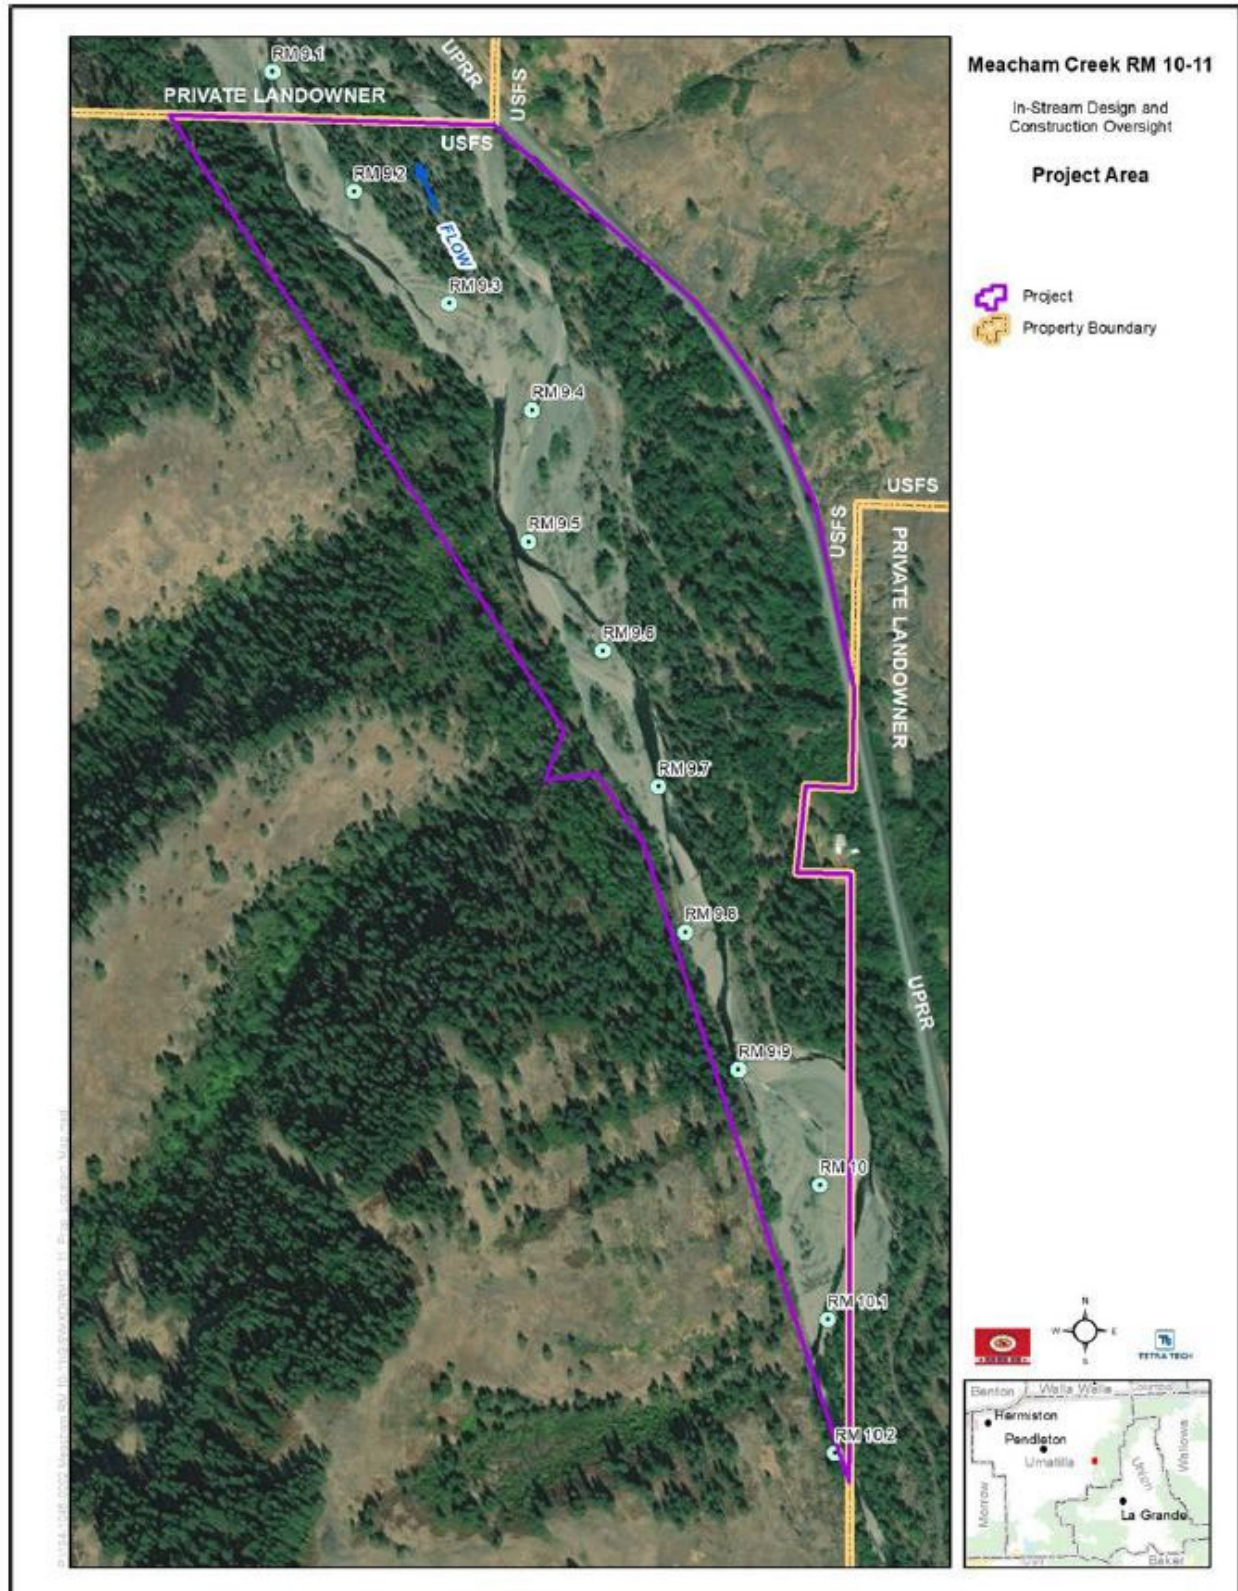 Meacham Creek RM 10-11
In-Stream Design and
Construction Oversight
Project Area
Project
Property Boundary
RM 9.1
UPRR
USFS
PRIVATE LANDOWNER
USFS
RM 9.2
FLOW
RM 9.3
RM 9.4
USFS
USFS
PRIVATE LANDOWNER
RM 9.5
RM 9.6
RM 9.7
RM 9.8
UPRR
RM 9.9
RM 10
RM 10.1
RM 10.2
N
W
E
S
TETRA TECH
Benton
Walla Walla
Columbia
Hermiston
Pendleton
Umatilla
Wallowa
Union
Morrow
La Grande
Baker